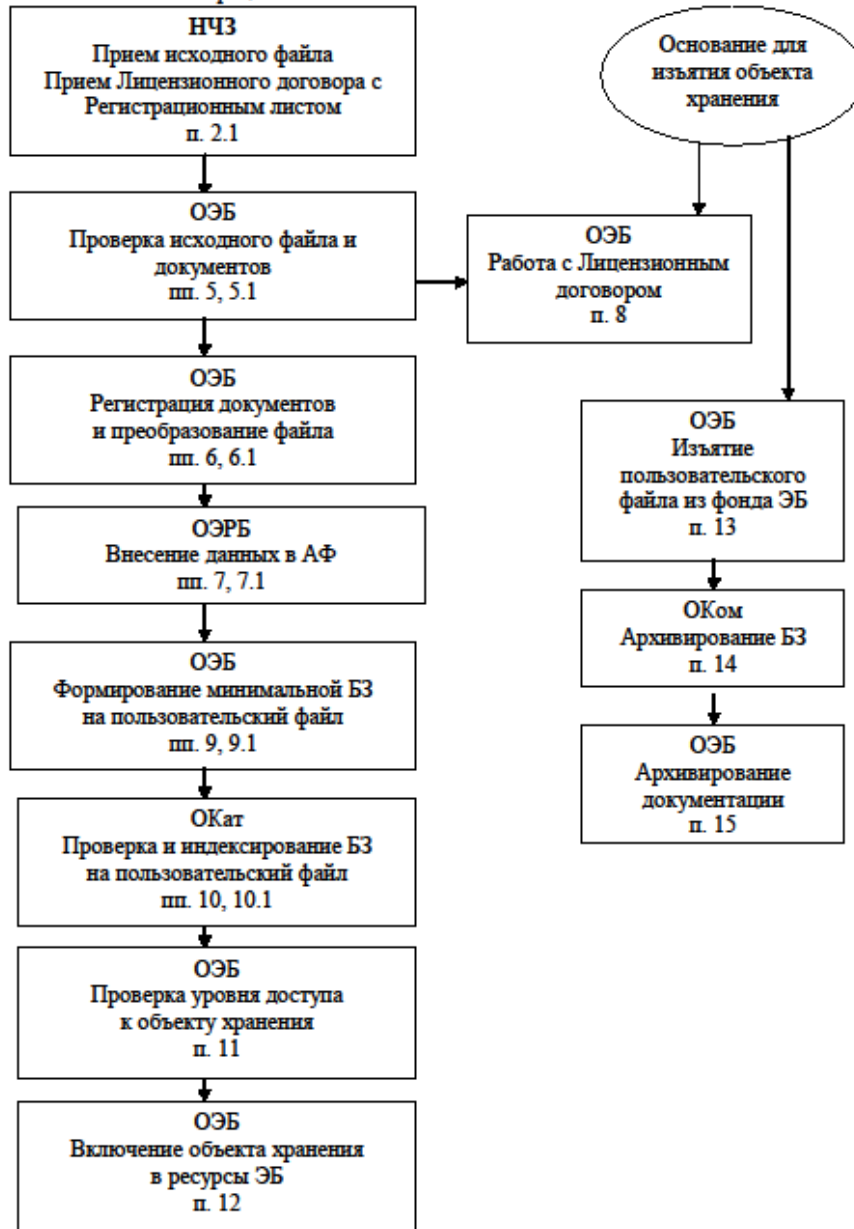 НЧЗ
Прием исходного файла
Прием Лицензионного договора с
Регистрационным листом
п. 2.1
Основание для
изъятия объекта
хранения
ОЭБ
Проверка исходного файла и
документов
пп. 5, 5.1
ОЭБ
Работа с Лицензионным
договором
п. 8
ОЭБ
Регистрация документов
и преобразование файла
пп. 6, 6.1
ОЭРБ
Внесение данных в АФ
пп. 7, 7.1
ОЭБ
Формирование минимальной БЗ
на пользовательский файл
пп. 9, 9.1
ОКат
Проверка и индексирование БЗ
на пользовательский файл
пп. 10, 10.1
ОЭБ
Проверка уровня доступа
к объекту хранения
п. 11
ОЭБ
Включение объекта хранения
в ресурсы ЭБ
п. 12
ОЭБ
Изъятие
пользовательского
файла из фонда ЭБ
п. 13
ОКом
Архивирование БЗ
п. 14
ОЭБ
Архивирование
документации
п. 15